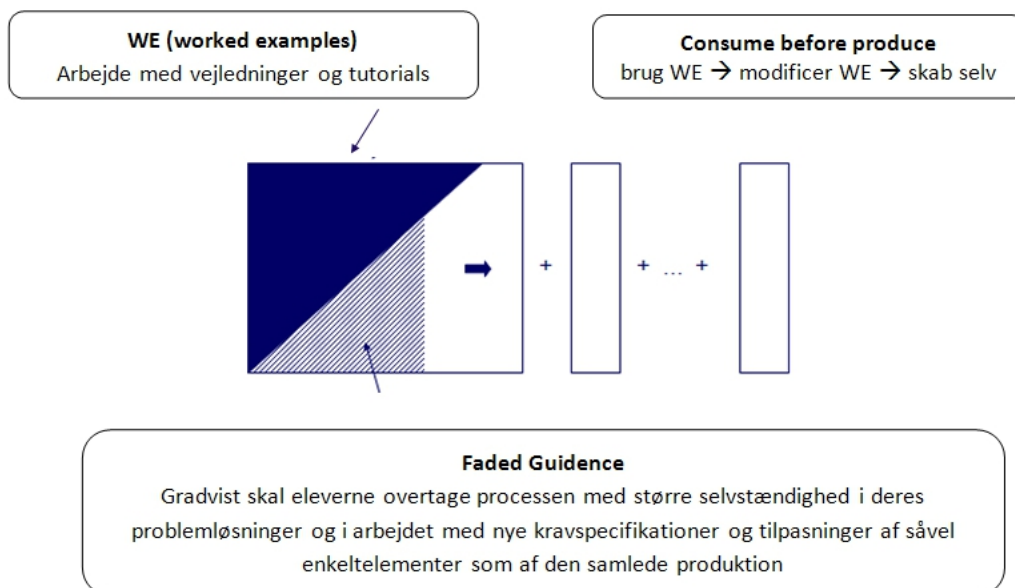 WE (worked examples)
Arbejde med vejledninger og tutorials
Consume before produce
brug WE → modificer WE → skab selv
+ + ... +
Faded Guidence
Gradvist skal eleverne overtage processen med større selvstændighed i deres
problemløsninger og i arbejdet med nye kravspecifikationer og tilpasninger af såvel
enkeltelementer som af den samlede produktion